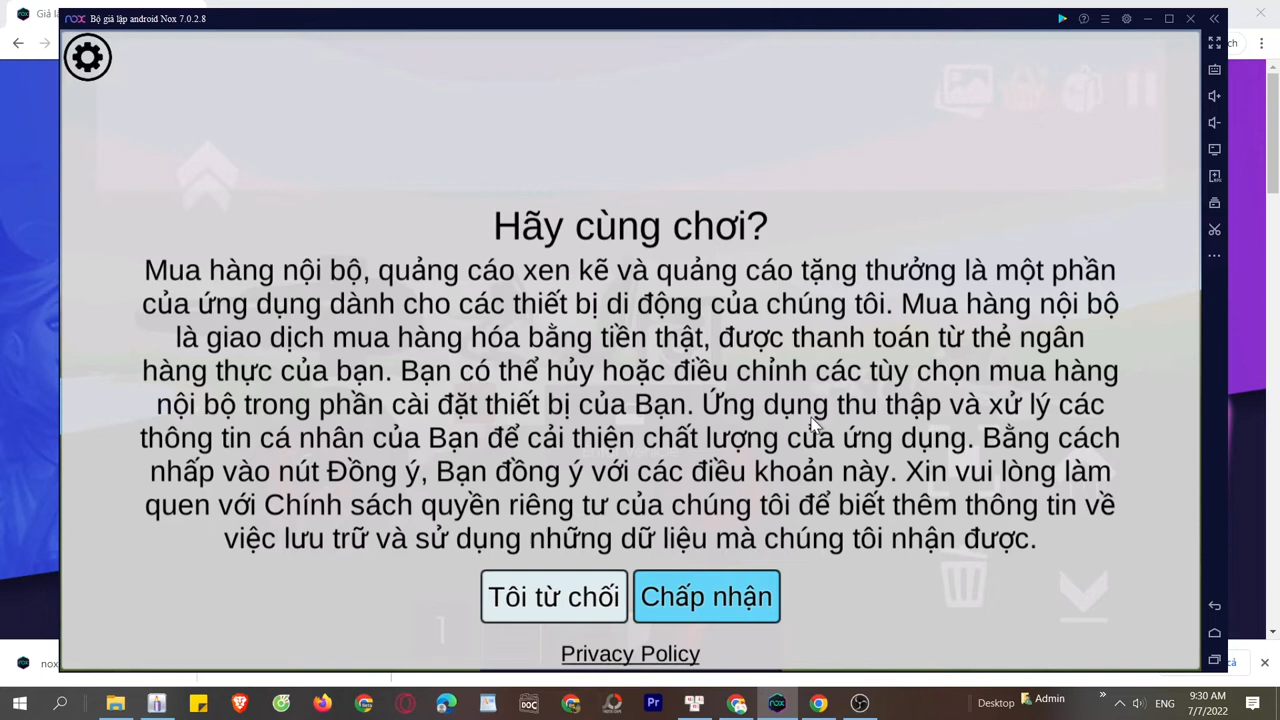 Giả lậ
nox Bộ giả lập android Nox 7.0.2.8
ch
Hãy cùng chơi?
Mua hàng nội bộ, quảng cáo xen kẽ và quảng cáo tặng thưởng là một phần
của ứng dụng dành cho các thiết bị di động của chúng tôi. Mua hàng nội bộ
là giao dịch mua hàng hóa bằng tiền thật, được thanh toán từ thẻ ngân
hàng thực của bạn. Bạn có thể hủy hoặc điều chỉnh các tùy chọn mua hàng
nội bộ trong phần cài đặt thiết bị của Bạn. Ứng dụng thu thập và xử lý các
thông tin cá nhân của Bạn để cải thiện chất lượng của ứng dụng. Bằng cách
nhấp vào nút Đồng ý, Bạn đồng ý với các điều khoản này. Xin vui lòng làm
quen với Chính sách quyền riêng tư của chúng tôi để biết thêm thông tin về
việc lưu trữ và sử dụng những dữ liệu mà chúng tôi nhận được.
Tôi từ chối Chấp nhận
1
Privacy Policy
nox
cả
DOC
Pr
Desktop
Admin
ENG
9:30 AM
7/7/2022